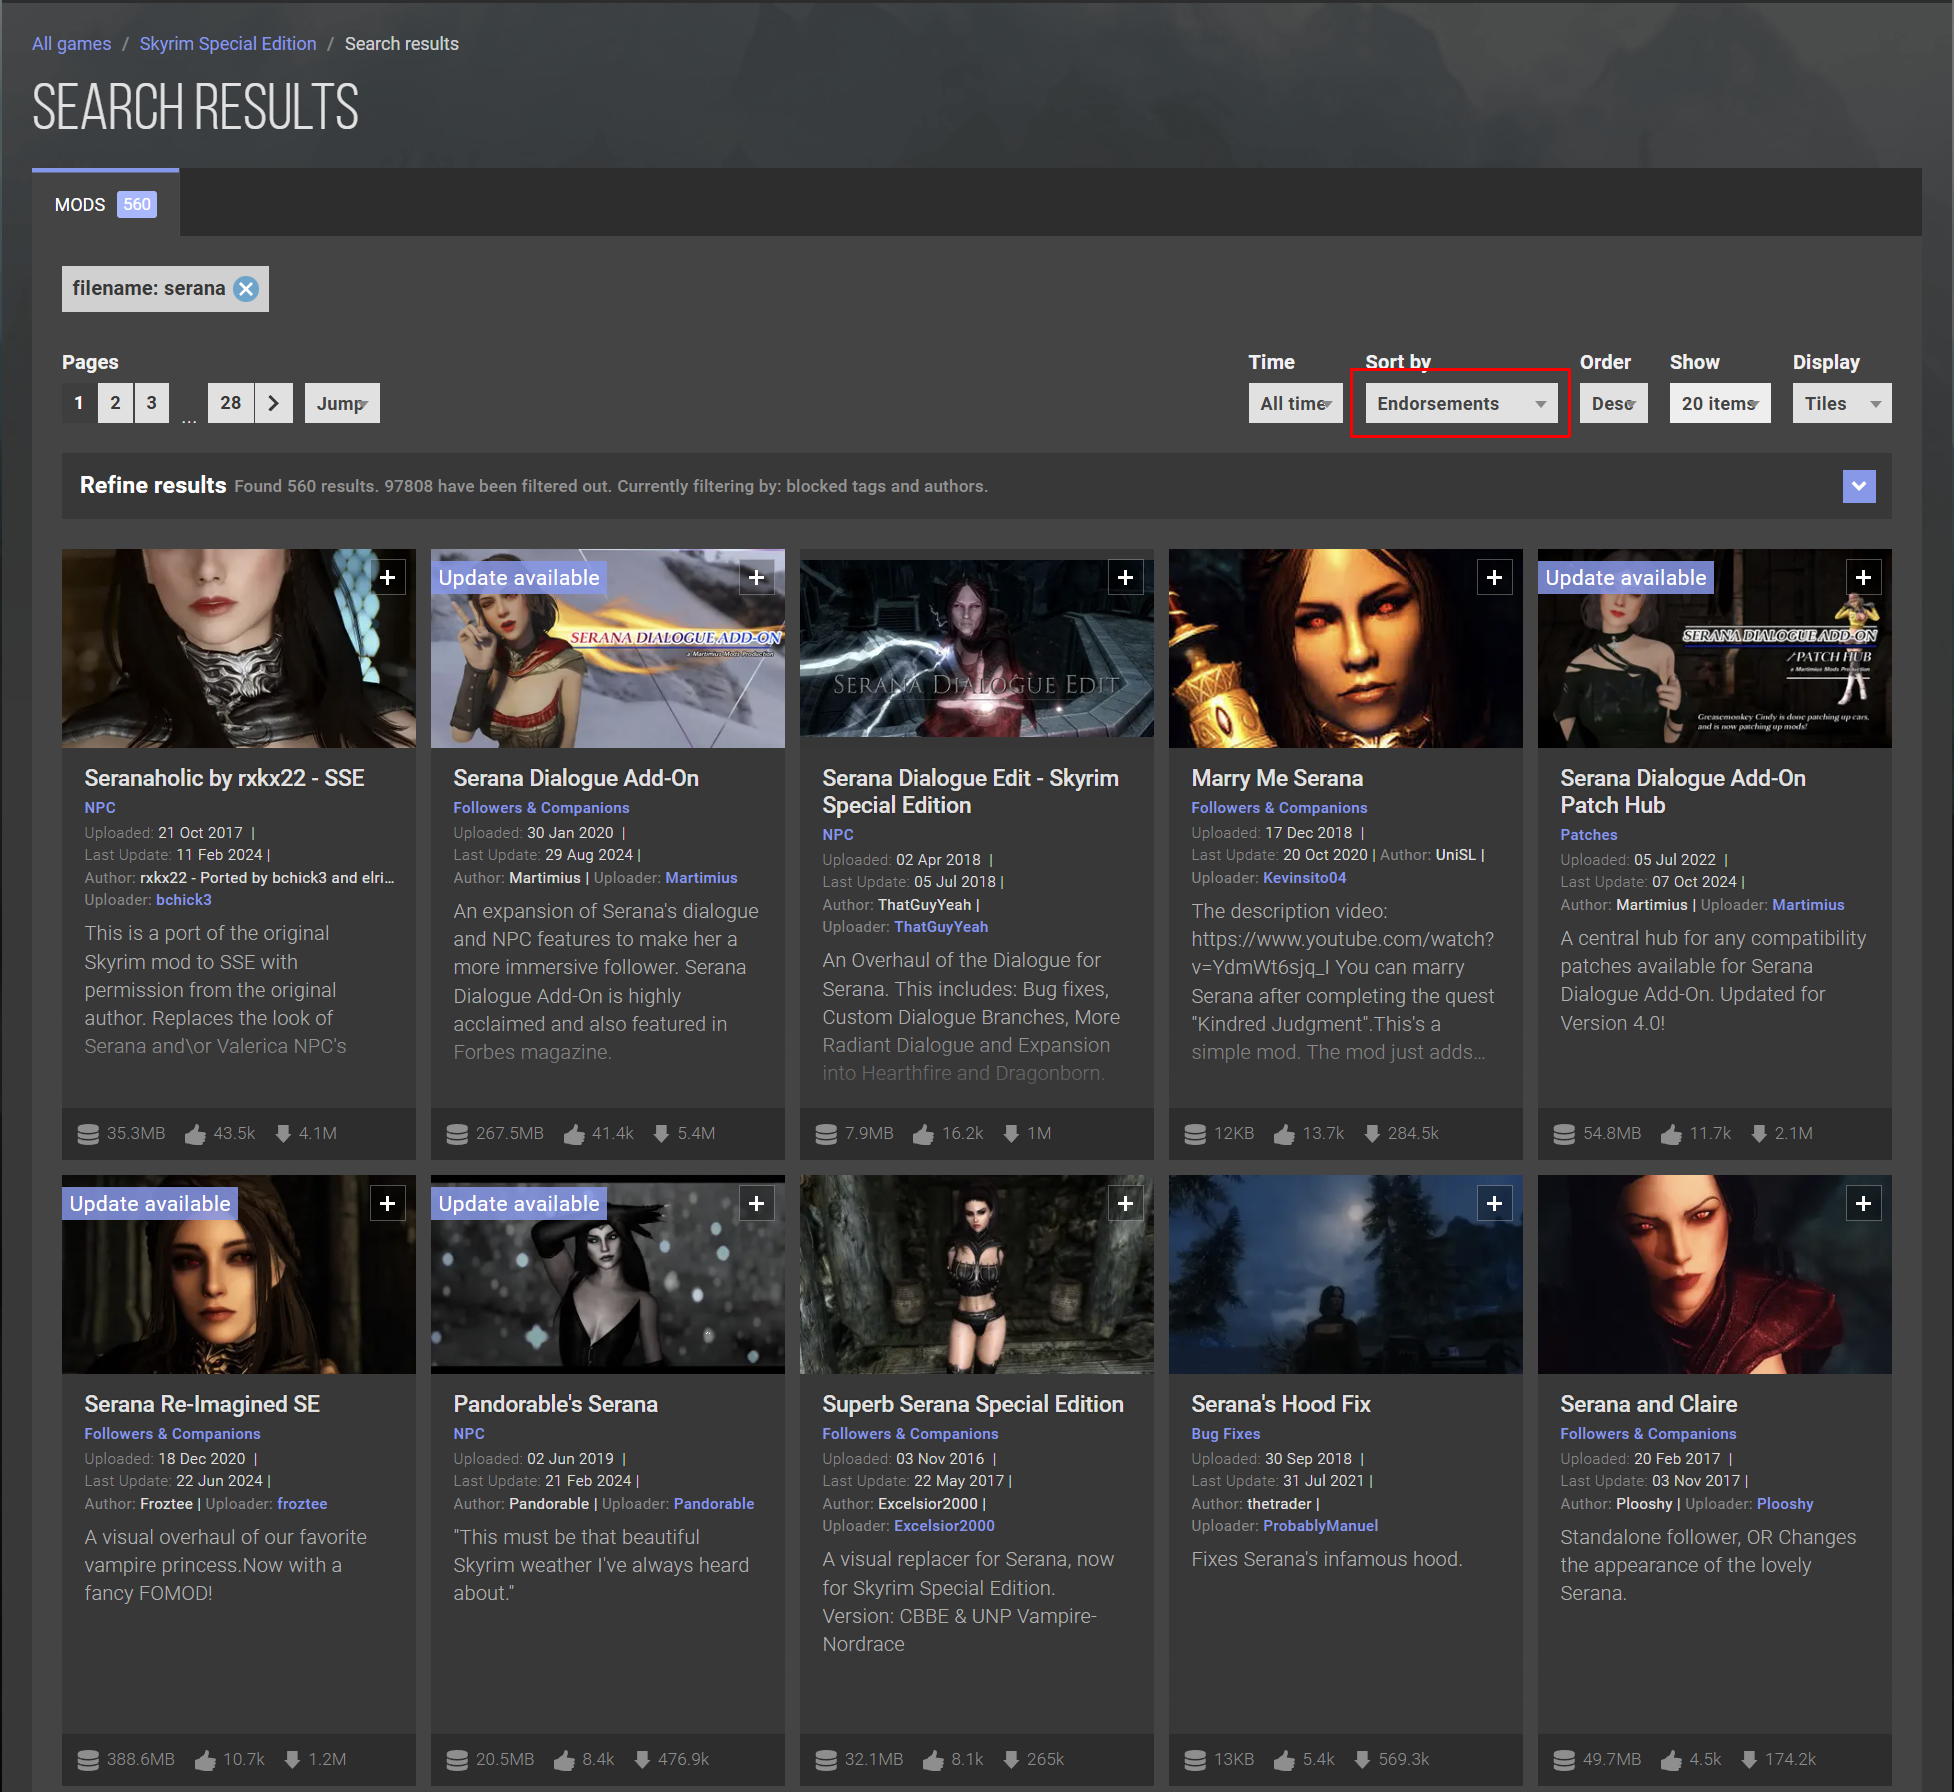 All games / Skyrim Special Edition / Search results
SEARCH RESULTS
MODS 560
filename: serana
Pages
1 2 3 ... 28 Jump
Time Sort by Order Show Display
All time Endorsements Desc 20 items Tiles
Refine results Found 560 results. 97808 have been filtered out. Currently filtering by: blocked tags and authors.
Seranaholic by rxkx22 - SSE
NPC
Uploaded: 21 Oct 2017 |
Last Update: 11 Feb 2024 |
Author: rxkx22 - Ported by bchick3 and elri...
Uploader: bchick3
This is a port of the original
Skyrim mod to SSE with
permission from the original
author. Replaces the look of
Serana and\or Valerica NPC's
35.3MB 43.5k 4.1M
Update available
SERANA DIALOGUE ADD-ON
a Martimius Mods Production
Serana Dialogue Add-On
Followers & Companions
Uploaded: 30 Jan 2020 |
Last Update: 29 Aug 2024 |
Author: Martimius | Uploader: Martimius
An expansion of Serana's dialogue
and NPC features to make her a
more immersive follower. Serana
Dialogue Add-On is highly
acclaimed and also featured in
Forbes magazine.
267.5MB 41.4k 5.4M
SERANA DIALOGUE EDIT
Serana Dialogue Edit - Skyrim
Special Edition
NPC
Uploaded: 02 Apr 2018 |
Last Update: 05 Jul 2018 |
Author: ThatGuyYeah |
Uploader: ThatGuyYeah
An Overhaul of the Dialogue for
Serana. This includes: Bug fixes,
Custom Dialogue Branches, More
Radiant Dialogue and Expansion
into Hearthfire and Dragonborn.
7.9MB 16.2k 1M
Marry Me Serana
Followers & Companions
Uploaded: 17 Dec 2018 |
Last Update: 20 Oct 2020 | Author: UniSL |
Uploader: Kevinsito04
The description video:
https://www.youtube.com/watch?
v=YdmWt6sjq_I You can marry
Serana after completing the quest
"Kindred Judgment".This's a
simple mod. The mod just adds...
12KB 13.7k 284.5k
Update available
SERANA DIALOGUE ADD-ON
/PATCH HUB
a Martimius Mods Production
Greasemonkey Cindy is done patching up cars,
and is now patching up mods!
Serana Dialogue Add-On
Patch Hub
Patches
Uploaded: 05 Jul 2022 |
Last Update: 07 Oct 2024 |
Author: Martimius | Uploader: Martimius
A central hub for any compatibility
patches available for Serana
Dialogue Add-On. Updated for
Version 4.0!
54.8MB 11.7k 2.1M
Update available
Serana Re-Imagined SE
Followers & Companions
Uploaded: 18 Dec 2020 |
Last Update: 22 Jun 2024 |
Author: Froztee | Uploader: froztee
A visual overhaul of our favorite
vampire princess.Now with a
fancy FOMOD!
388.6MB 10.7k 1.2M
Update available
Pandorable's Serana
NPC
Uploaded: 02 Jun 2019 |
Last Update: 21 Feb 2024 |
Author: Pandorable | Uploader: Pandorable
"This must be that beautiful
Skyrim weather I've always heard
about."
20.5MB 8.4k 476.9k
Superb Serana Special Edition
Followers & Companions
Uploaded: 03 Nov 2016 |
Last Update: 22 May 2017 |
Author: Excelsior2000 |
Uploader: Excelsior2000
A visual replacer for Serana, now
for Skyrim Special Edition.
Version: CBBE & UNP Vampire-
Nordrace
32.1MB 8.1k 265k
Serana's Hood Fix
Bug Fixes
Uploaded: 30 Sep 2018 |
Last Update: 31 Jul 2021 |
Author: thetrader |
Uploader: ProbablyManuel
Fixes Serana's infamous hood.
13KB 5.4k 569.3k
Serana and Claire
Followers & Companions
Uploaded: 20 Feb 2017 |
Last Update: 03 Nov 2017 |
Author: Plooshy | Uploader: Plooshy
Standalone follower, OR Changes
the appearance of the lovely
Serana.
49.7MB 4.5k 174.2k